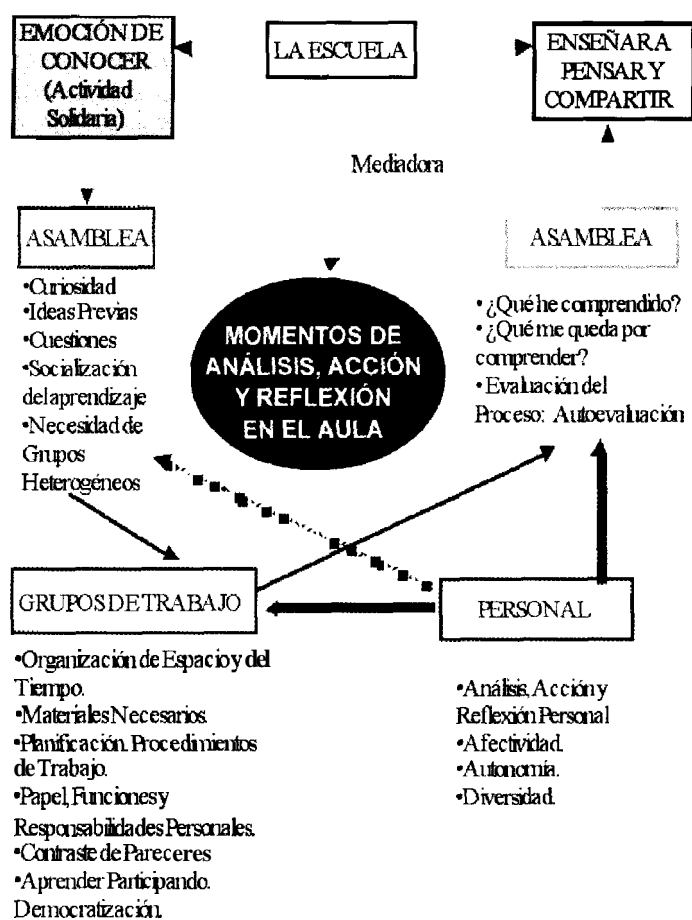 EMOCIÓN DE
CONOCER
(Actividad
Solidaria)
LA ESCUELA
ENSEÑAR A
PENSAR Y
COMPARTIR
Mediadora
ASAMBLEA
•Curiosidad
•Ideas Previas
•Cuestiones
•Socialización
del aprendizaje
•Necesidad de
Grupos
Heterogéneos
MOMENTOS DE
ANÁLISIS, ACCIÓN
Y REFLEXIÓN
EN EL AULA
ASAMBLEA
• ¿Qué he comprendido?
• ¿Qué me queda por
comprender?
• Evaluación del
Proceso: Autoevaluación
GRUPOS DE TRABAJO
•Organización de Espacio y del
Tiempo.
•Materiales Necesarios.
•Planificación. Procedimientos
de Trabajo.
•Papel, Funciones y
Responsabilidades Personales.
•Contraste de Pareceres
•Aprender Participando.
Democratización.
PERSONAL
•Análisis, Acción y
Reflexión Personal
•Afectividad.
•Autonomía.
•Diversidad.